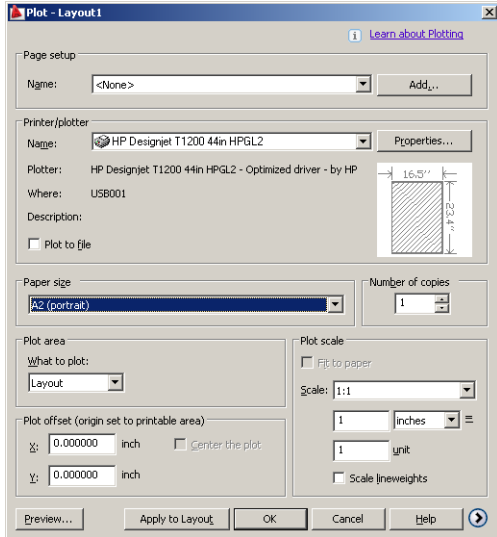 Plot - Layout1
Learn about Plotting
Page setup
Name: <None> Add...
Printer/plotter
Name: HP Designjet T1200 44in HPGL2 Properties...
Plotter: HP Designjet T1200 44in HPGL2 - Optimized driver - by HP
Where: USB001
Description:
Plot to file
16.5''
23.4''
Paper size
A2 (portrait)
Number of copies
1
Plot area
What to plot:
Layout
Plot offset (origin set to printable area)
X: 0.000000 inch Center the plot
Y: 0.000000 inch
Plot scale
Fit to paper
Scale: 1:1
1 inches =
1 unit
Scale lineweights
Preview... Apply to Layout OK Cancel Help